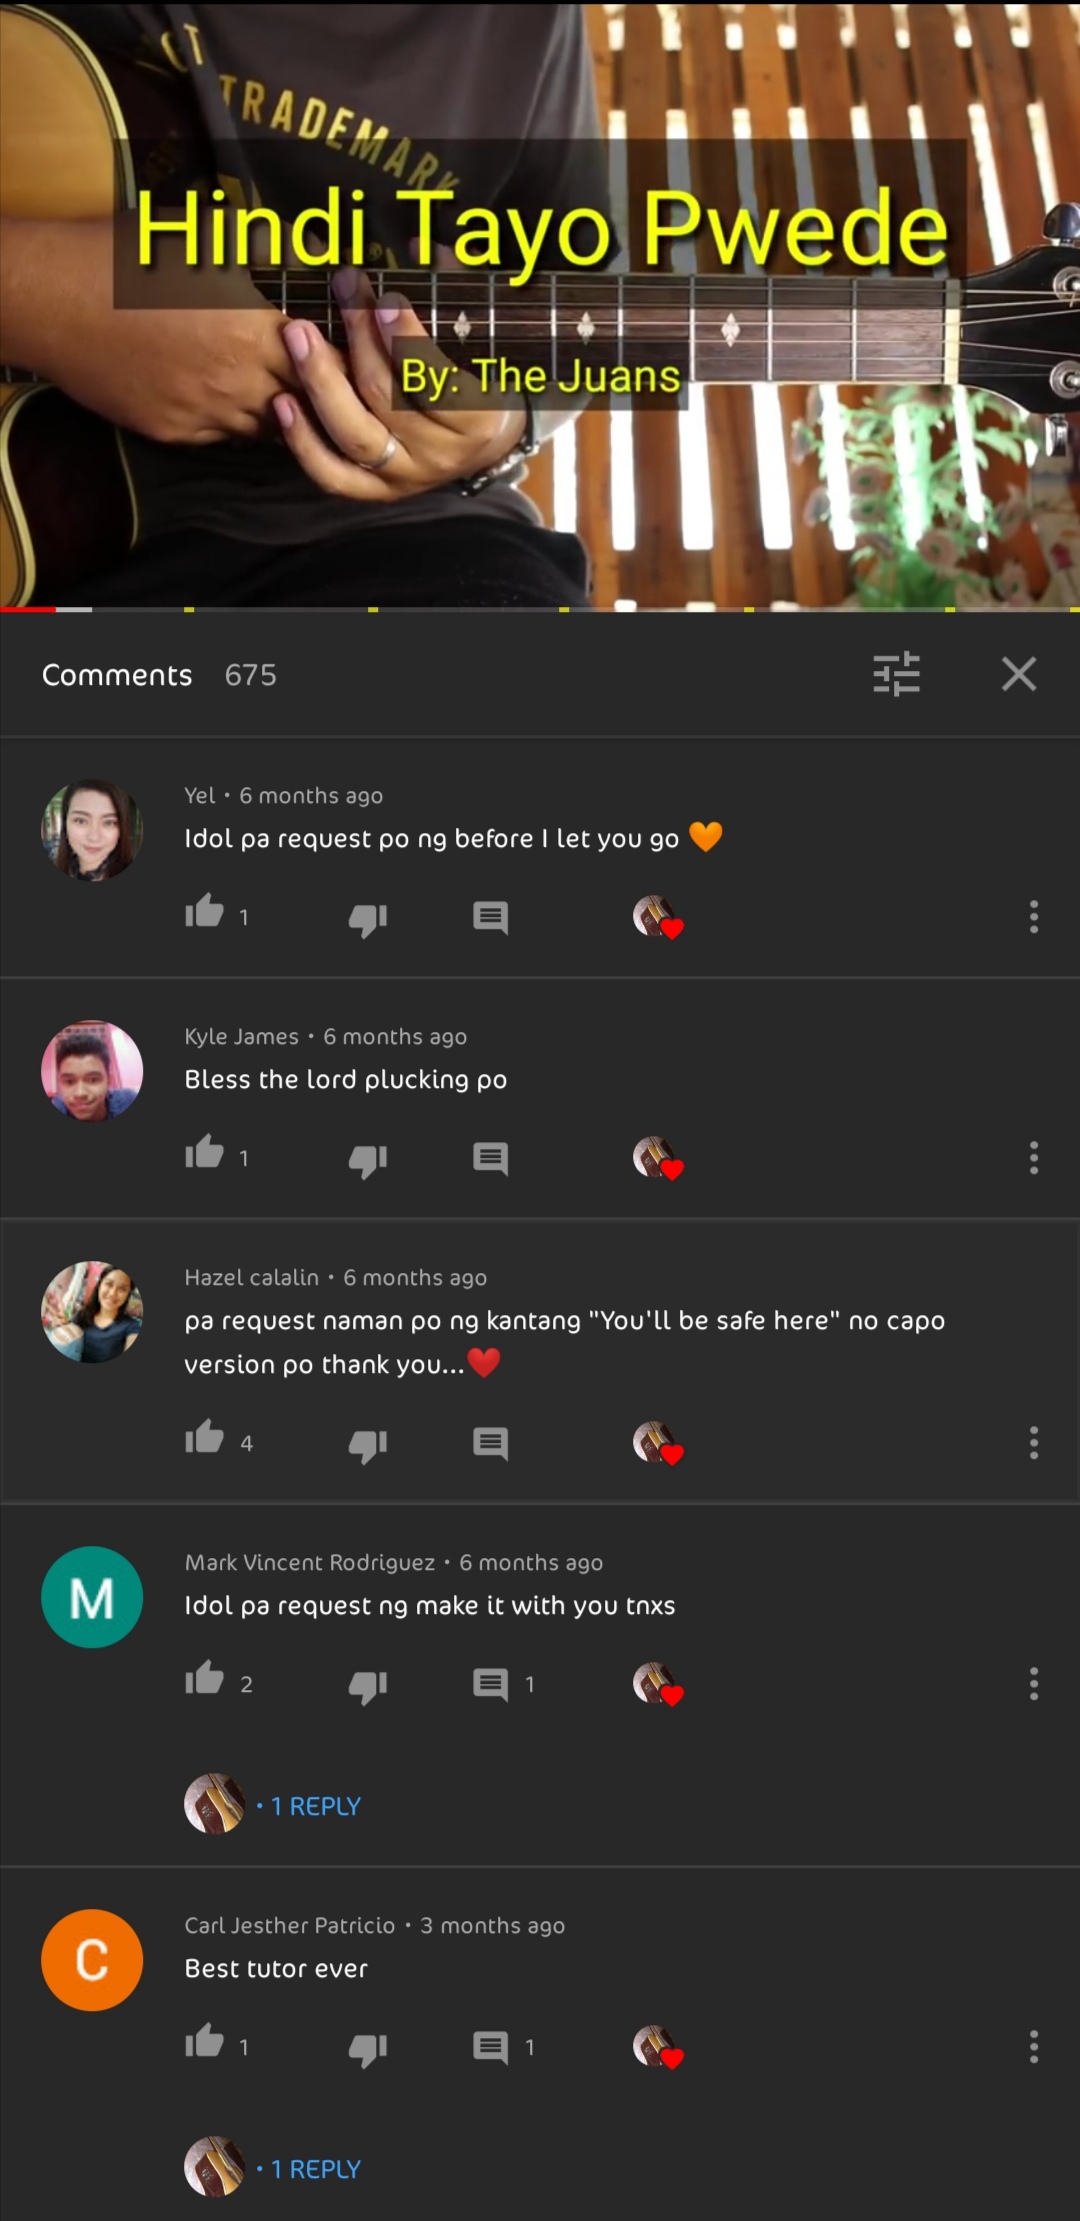 CT
TRADEMARK
Hindi Tayo Pwede
By: The Juans
Comments 675
Yel • 6 months ago
Idol pa request po ng before I let you go 🧡
1
Kyle James • 6 months ago
Bless the lord plucking po
1
Hazel calalin • 6 months ago
pa request naman po ng kantang "You'll be safe here" no capo
version po thank you...❤️
4
M
Mark Vincent Rodriguez • 6 months ago
Idol pa request ng make it with you tnxs
2 1
• 1 REPLY
C
Carl Jesther Patricio • 3 months ago
Best tutor ever
1 1
• 1 REPLY